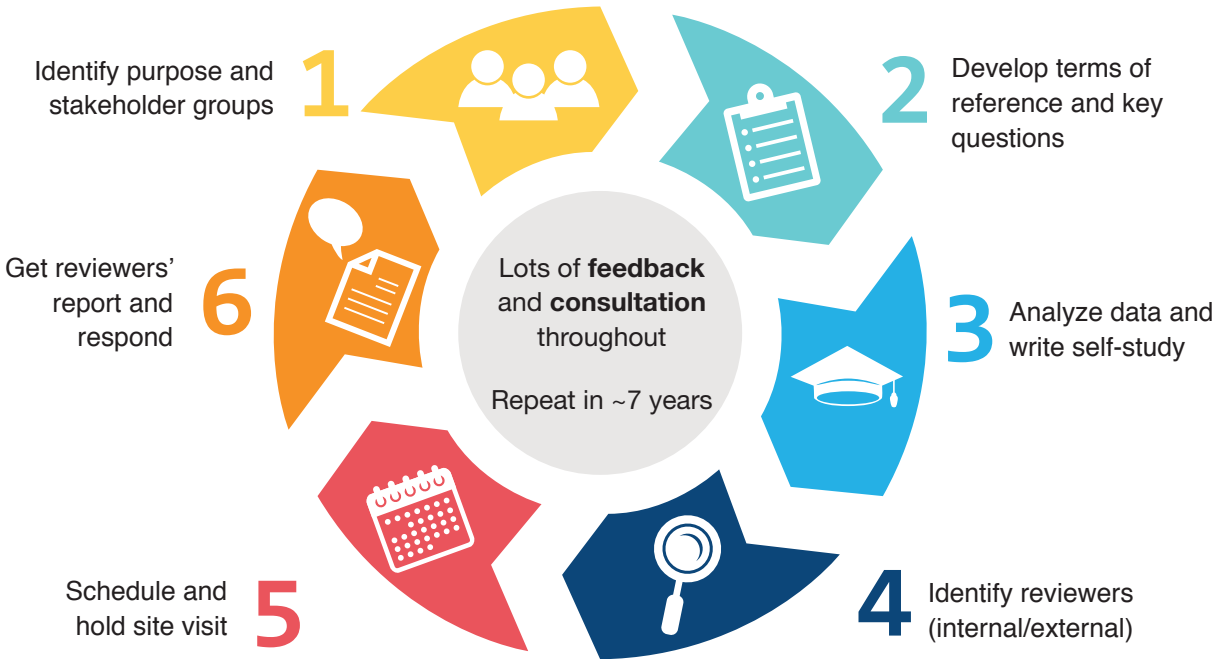 1
Identify purpose and
stakeholder groups
2
Develop terms of
reference and key
questions
3
Analyze data and
write self-study
4
Identify reviewers
(internal/external)
5
Schedule and
hold site visit
6
Get reviewers’
report and
respond
Lots of feedback
and consultation
throughout
Repeat in ~7 years